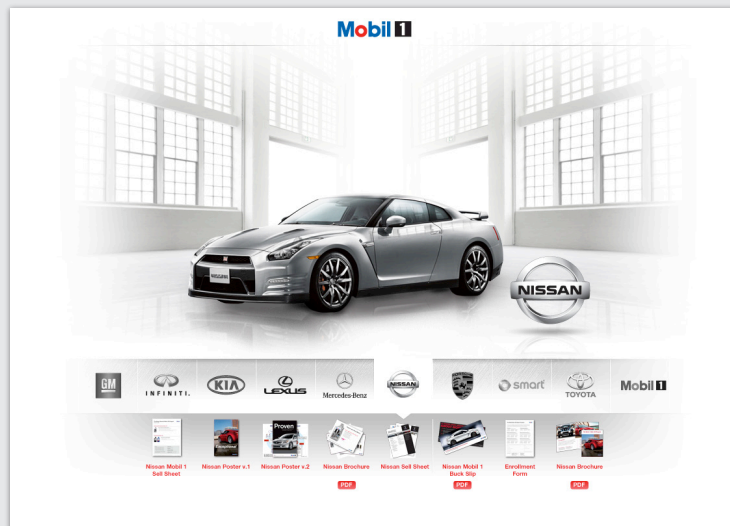 Mobil 1
NISSAN
NISSAN
GM
INFINITI.
KIA
LEXUS
Mercedes-Benz
NISSAN
smart
TOYOTA
Mobil 1
Proven
Nissan Mobil 1
Sell Sheet
Nissan Poster v.1
Nissan Poster v.2
Nissan Brochure
PDF
Nissan Sell Sheet
Nissan Mobil 1
Buck Slip
PDF
Enrollment
Form
Nissan Brochure
PDF